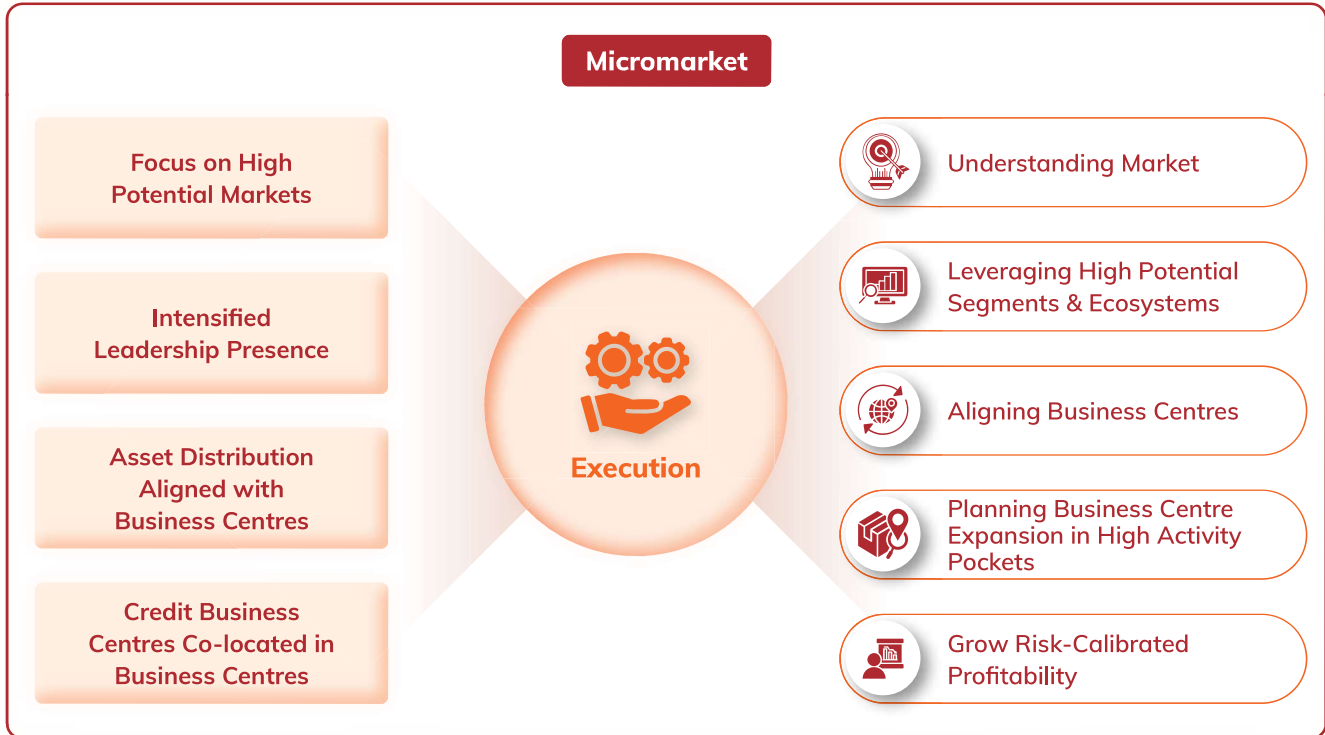 Micromarket
Focus on High
Potential Markets
Intensified
Leadership Presence
Asset Distribution
Aligned with
Business Centres
Credit Business
Centres Co-located in
Business Centres
Execution
Understanding Market
Leveraging High Potential
Segments & Ecosystems
Aligning Business Centres
Planning Business Centre
Expansion in High Activity
Pockets
Grow Risk-Calibrated
Profitability